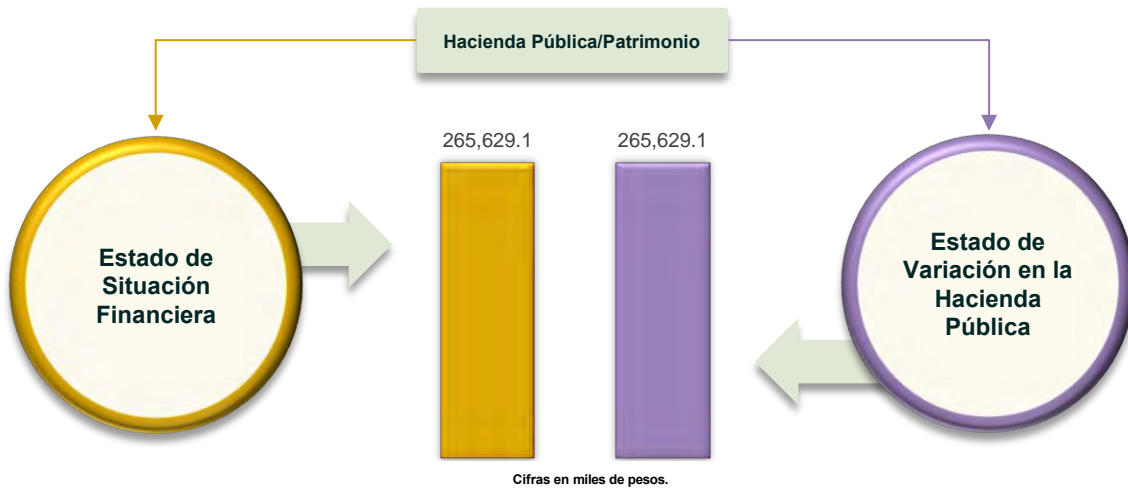 Hacienda Pública/Patrimonio
265,629.1
265,629.1
Estado de
Situación
Financiera
Estado de
Variación en la
Hacienda
Pública
Cifras en miles de pesos.